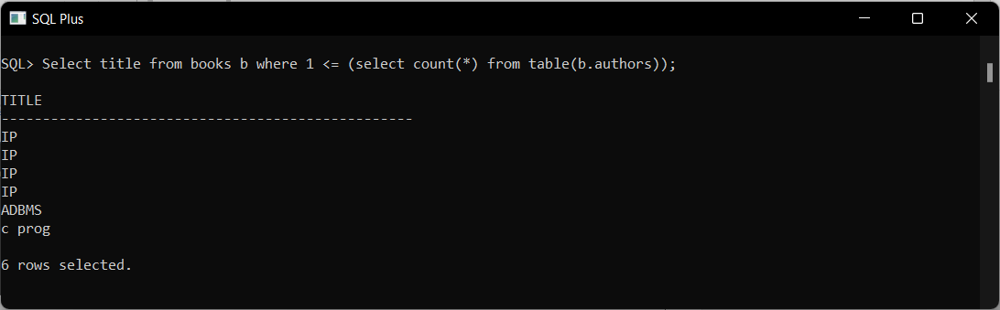 SQL Plus
SQL> Select title from books b where 1 <= (select count(*) from table(b.authors));
TITLE
--------------------------------------------------
IP
IP
IP
IP
ADBMS
c prog
6 rows selected.